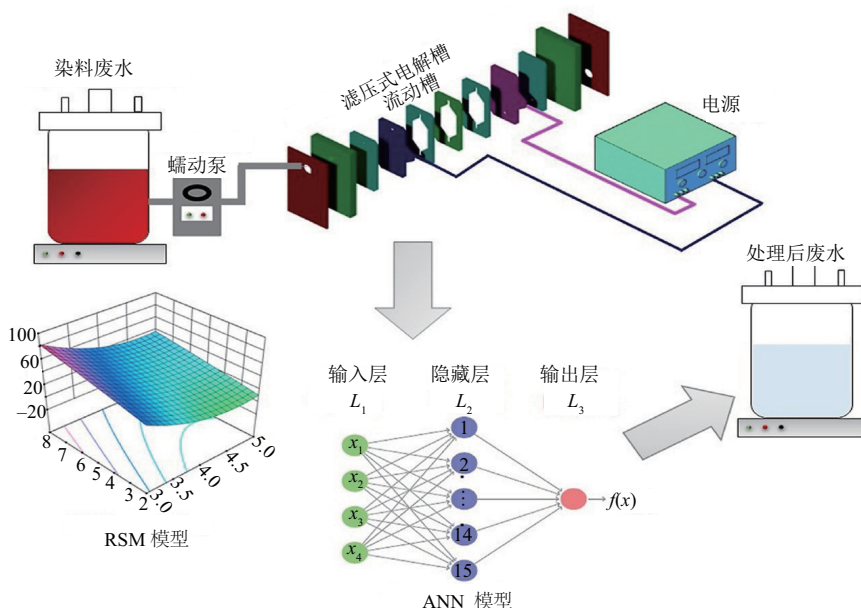 染料废水
蠕动泵
滤压式电解槽
流动槽
电源
处理后废水
100
60
20
−20
8
7
6
5
4
3
2
3.0
3.5
4.0
4.5
5.0
RSM 模型
输入层
隐藏层
输出层
L₁
L₂
L₃
x₁
x₂
x₃
x₄
1
2
⋮
14
15
f(x)
ANN 模型